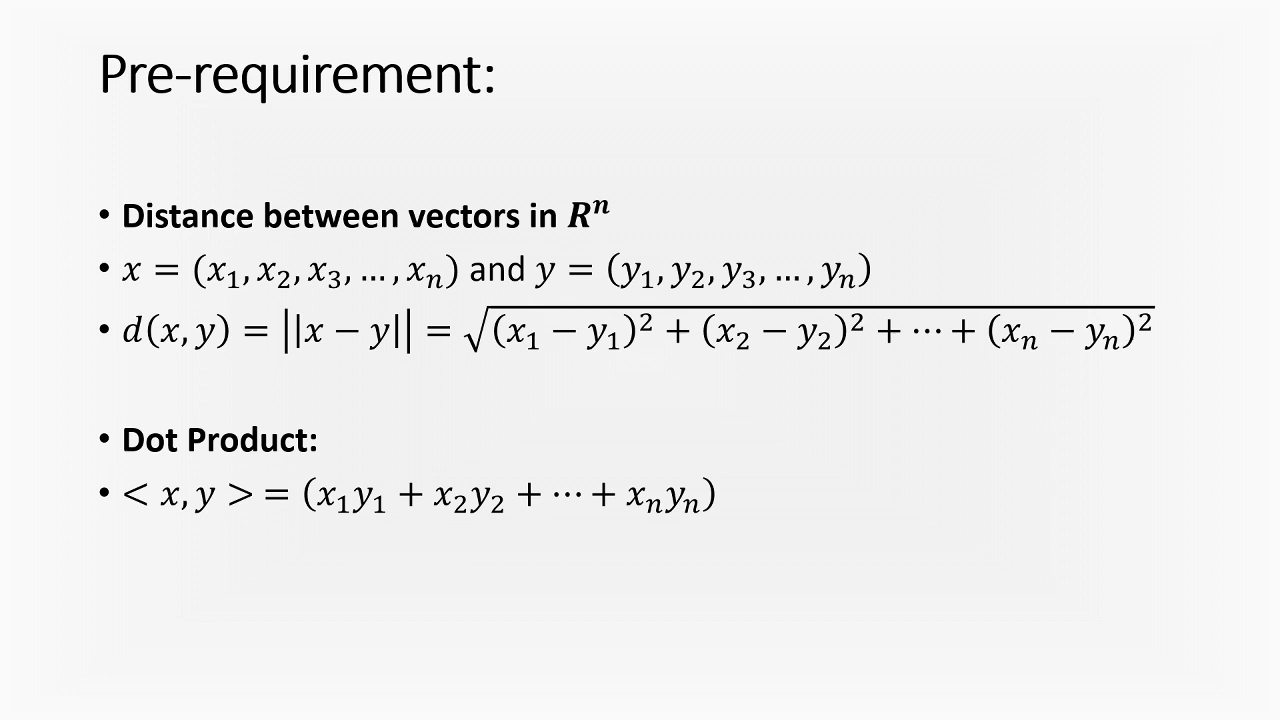 Pre-requirement:
• Distance between vectors in 𝑹ⁿ
• 𝑥 = (𝑥₁, 𝑥₂, 𝑥₃, … , 𝑥ₙ) and 𝑦 = (𝑦₁, 𝑦₂, 𝑦₃, … , 𝑦ₙ)
• 𝑑(𝑥, 𝑦) = ||𝑥 − 𝑦|| = √(𝑥₁ − 𝑦₁)² + (𝑥₂ − 𝑦₂)² + ⋯ + (𝑥ₙ − 𝑦ₙ)²
• Dot Product:
• < 𝑥, 𝑦 > = (𝑥₁𝑦₁ + 𝑥₂𝑦₂ + ⋯ + 𝑥ₙ𝑦ₙ)